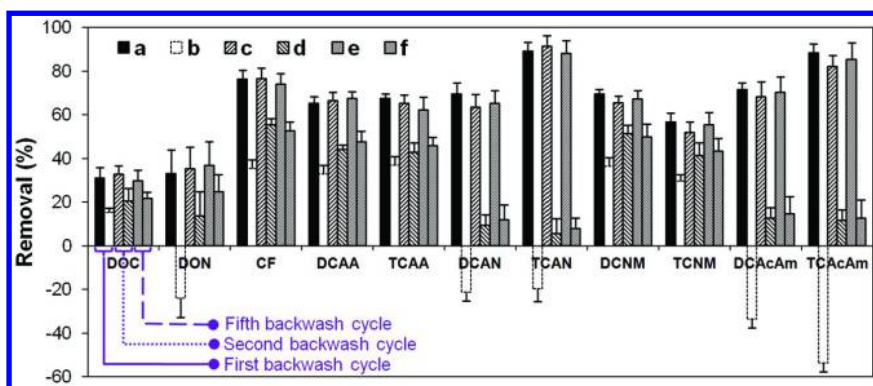 100
a b c d e f
80
60
40
20
0
-20
-40
-60
Removal (%)
DOC DON CF DCAA TCAA DCAN TCAN DCNM TCNM DCAcAm TCAcAm
Fifth backwash cycle
Second backwash cycle
First backwash cycle